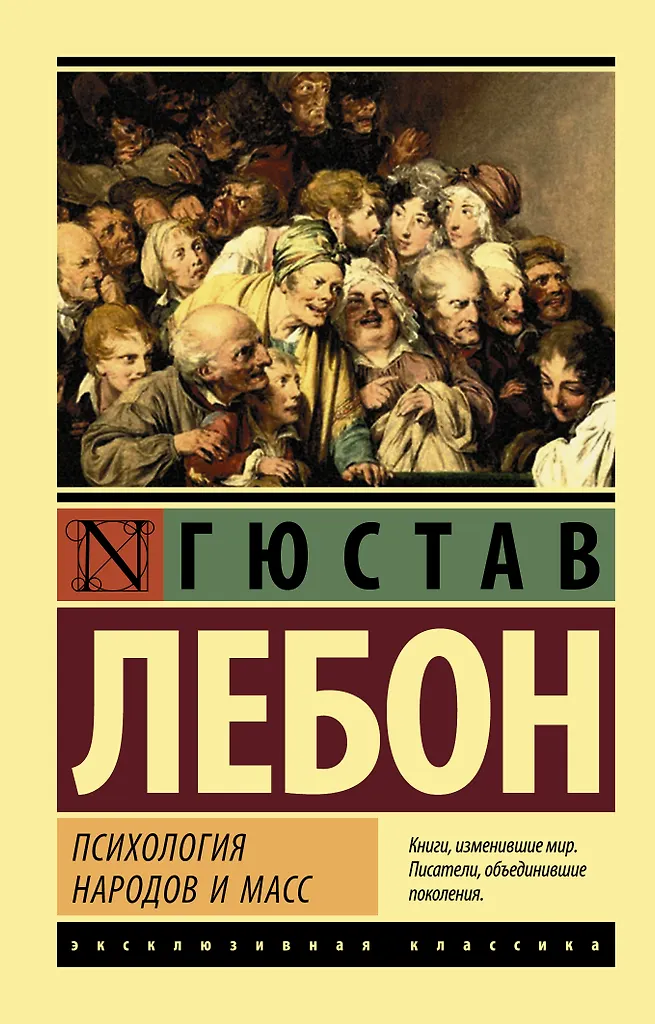 N
ГЮСТАВ
ЛЕБОН
ПСИХОЛОГИЯ
НАРОДОВ И МАСС
Книги, изменившие мир.
Писатели, объединившие
поколения.
эксклюзивная классика